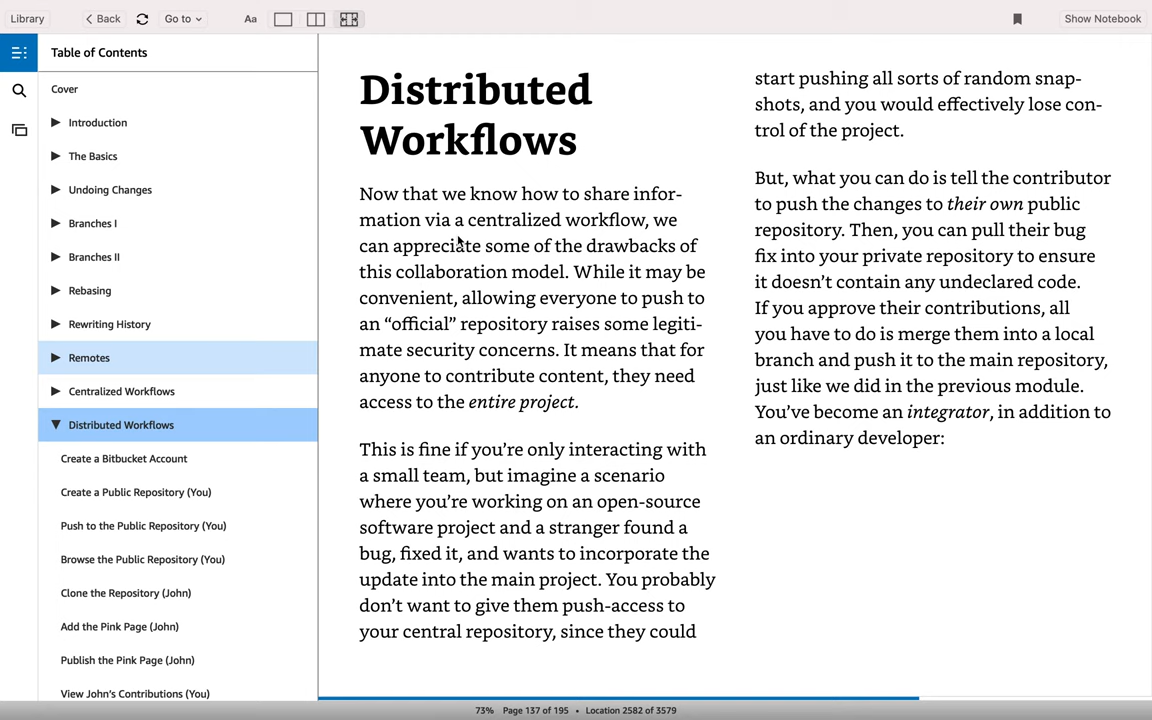 Library
Back
Go to
Aa
Show Notebook
Table of Contents
Cover
Introduction
The Basics
Undoing Changes
Branches I
Branches II
Rebasing
Rewriting History
Remotes
Centralized Workflows
Distributed Workflows
Create a Bitbucket Account
Create a Public Repository (You)
Push to the Public Repository (You)
Browse the Public Repository (You)
Clone the Repository (John)
Add the Pink Page (John)
Publish the Pink Page (John)
View John's Contributions (You)
Distributed
Workflows
Now that we know how to share infor-
mation via a centralized workflow, we
can appreciate some of the drawbacks of
this collaboration model. While it may be
convenient, allowing everyone to push to
an “official” repository raises some legiti-
mate security concerns. It means that for
anyone to contribute content, they need
access to the entire project.
This is fine if you’re only interacting with
a small team, but imagine a scenario
where you’re working on an open-source
software project and a stranger found a
bug, fixed it, and wants to incorporate the
update into the main project. You probably
don’t want to give them push-access to
your central repository, since they could
start pushing all sorts of random snap-
shots, and you would effectively lose con-
trol of the project.
But, what you can do is tell the contributor
to push the changes to their own public
repository. Then, you can pull their bug
fix into your private repository to ensure
it doesn’t contain any undeclared code.
If you approve their contributions, all
you have to do is merge them into a local
branch and push it to the main repository,
just like we did in the previous module.
You’ve become an integrator, in addition to
an ordinary developer:
73% Page 137 of 195 • Location 2582 of 3579